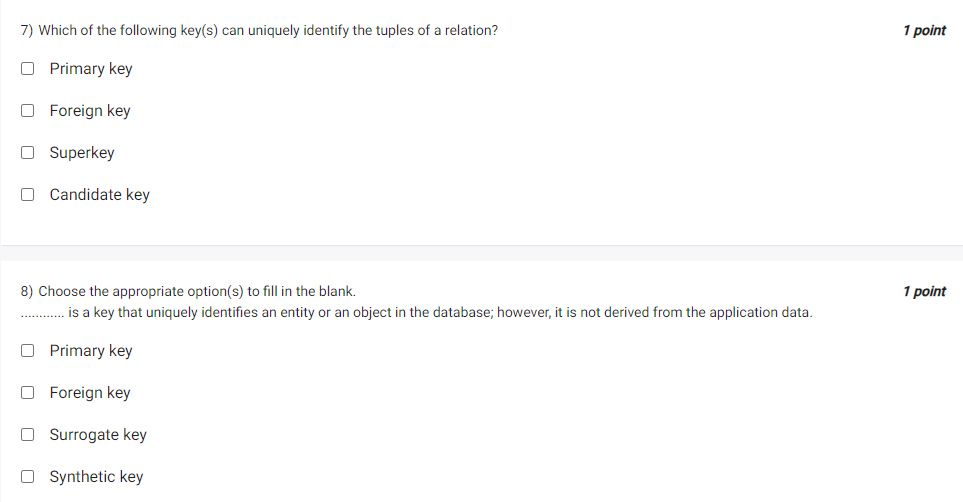 7) Which of the following key(s) can uniquely identify the tuples of a relation? 1 point
Primary key
Foreign key
Superkey
Candidate key
8) Choose the appropriate option(s) to fill in the blank. 1 point
............ is a key that uniquely identifies an entity or an object in the database; however, it is not derived from the application data.
Primary key
Foreign key
Surrogate key
Synthetic key